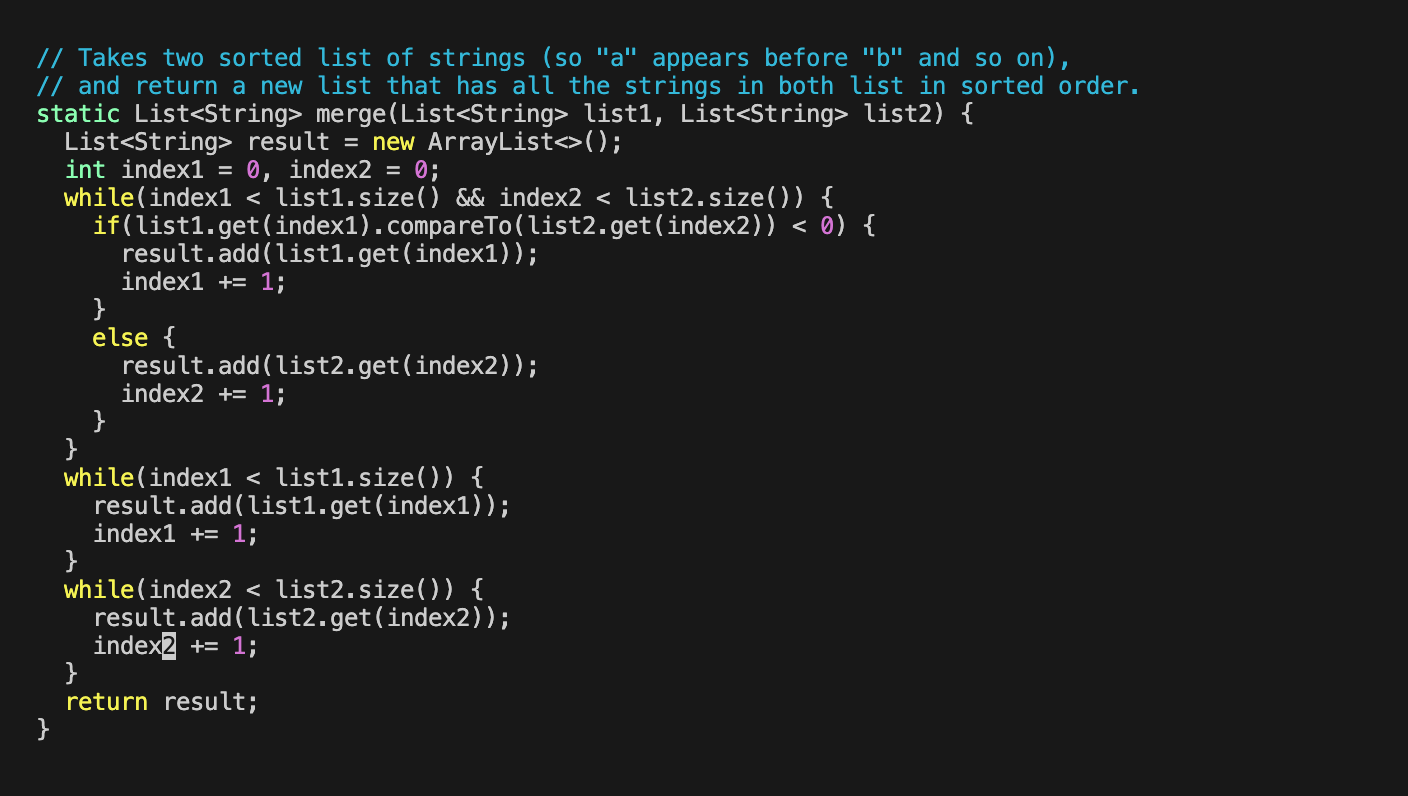 // Takes two sorted list of strings (so "a" appears before "b" and so on),
// and return a new list that has all the strings in both list in sorted order.
static List<String> merge(List<String> list1, List<String> list2) {
  List<String> result = new ArrayList<>();
  int index1 = 0, index2 = 0;
  while(index1 < list1.size() && index2 < list2.size()) {
    if(list1.get(index1).compareTo(list2.get(index2)) < 0) {
      result.add(list1.get(index1));
      index1 += 1;
    }
    else {
      result.add(list2.get(index2));
      index2 += 1;
    }
  }
  while(index1 < list1.size()) {
    result.add(list1.get(index1));
    index1 += 1;
  }
  while(index2 < list2.size()) {
    result.add(list2.get(index2));
    index2 += 1;
  }
  return result;
}